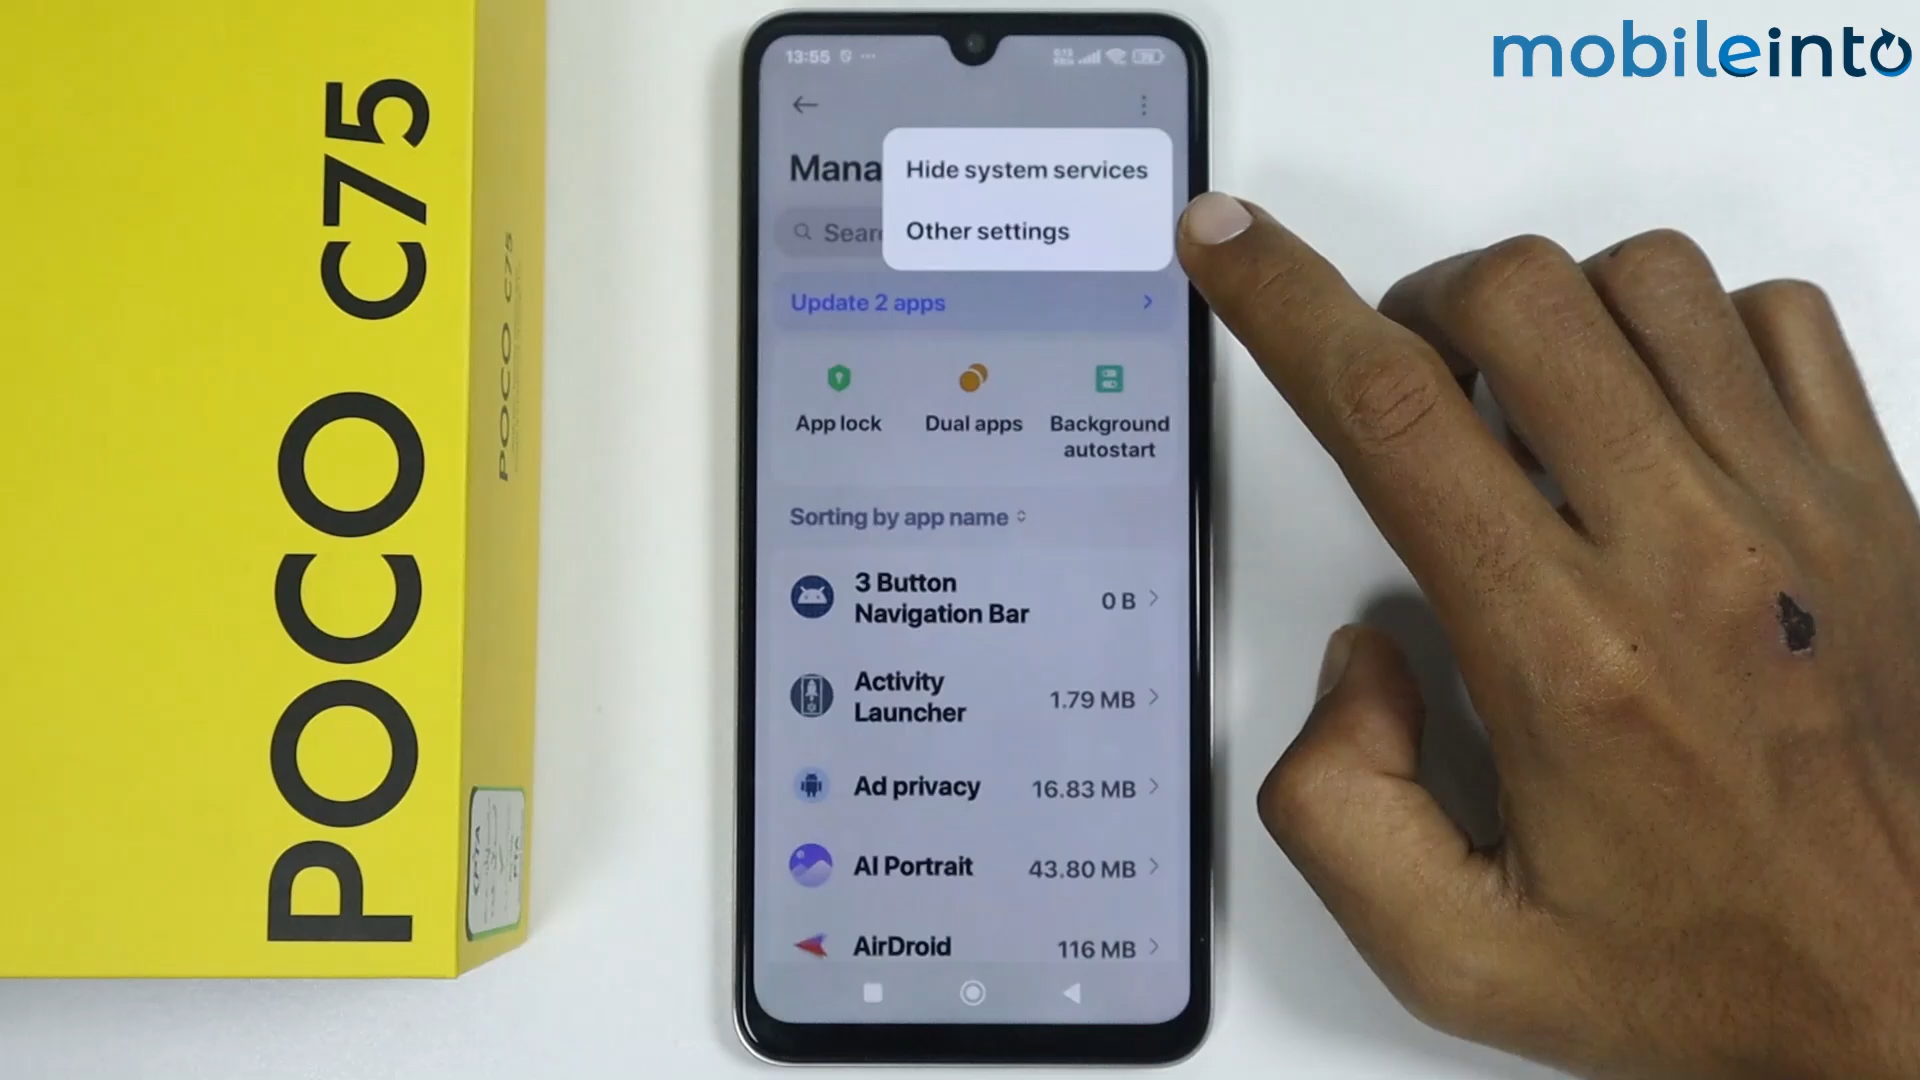 mobileinto
POCO C75
POCO C75
13:55
Mana
Hide system services
Other settings
Sear
Update 2 apps
App lock
Dual apps
Background
autostart
Sorting by app name
3 Button
Navigation Bar
0 B
Activity
Launcher
1.79 MB
Ad privacy
16.83 MB
AI Portrait
43.80 MB
AirDroid
116 MB